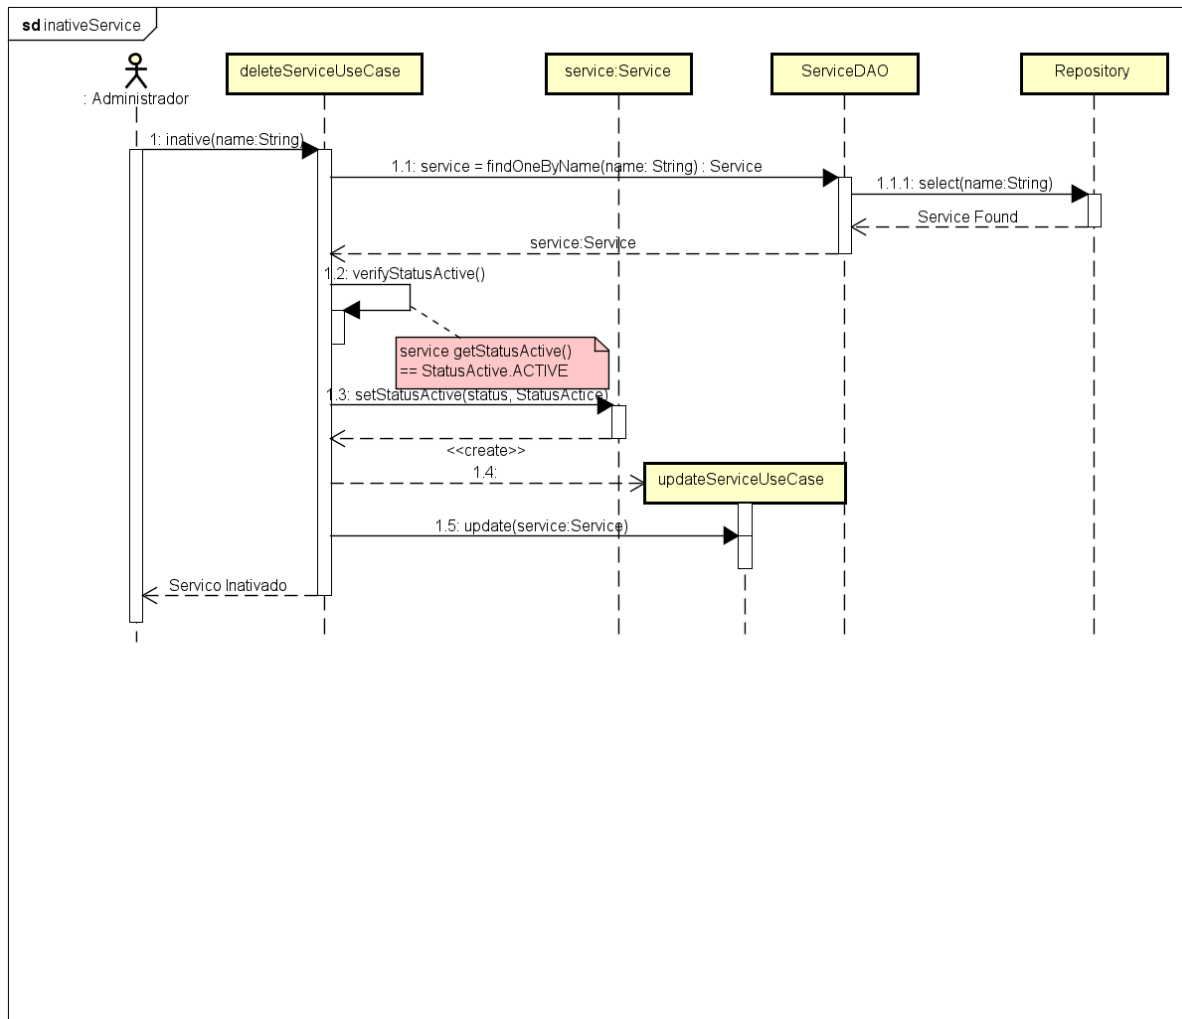 sd inativeService
: Administrador
deleteServiceUseCase
service:Service
ServiceDAO
Repository
1: inative(name:String)
1.1: service = findOneByName(name: String) : Service
1.1.1: select(name:String)
Service Found
service:Service
1.2: verifyStatusActive()
service getStatusActive()
== StatusActive.ACTIVE
1.3: setStatusActive(status, StatusActice)
<<create>>
1.4:
updateServiceUseCase
1.5: update(service:Service)
Servico Inativado